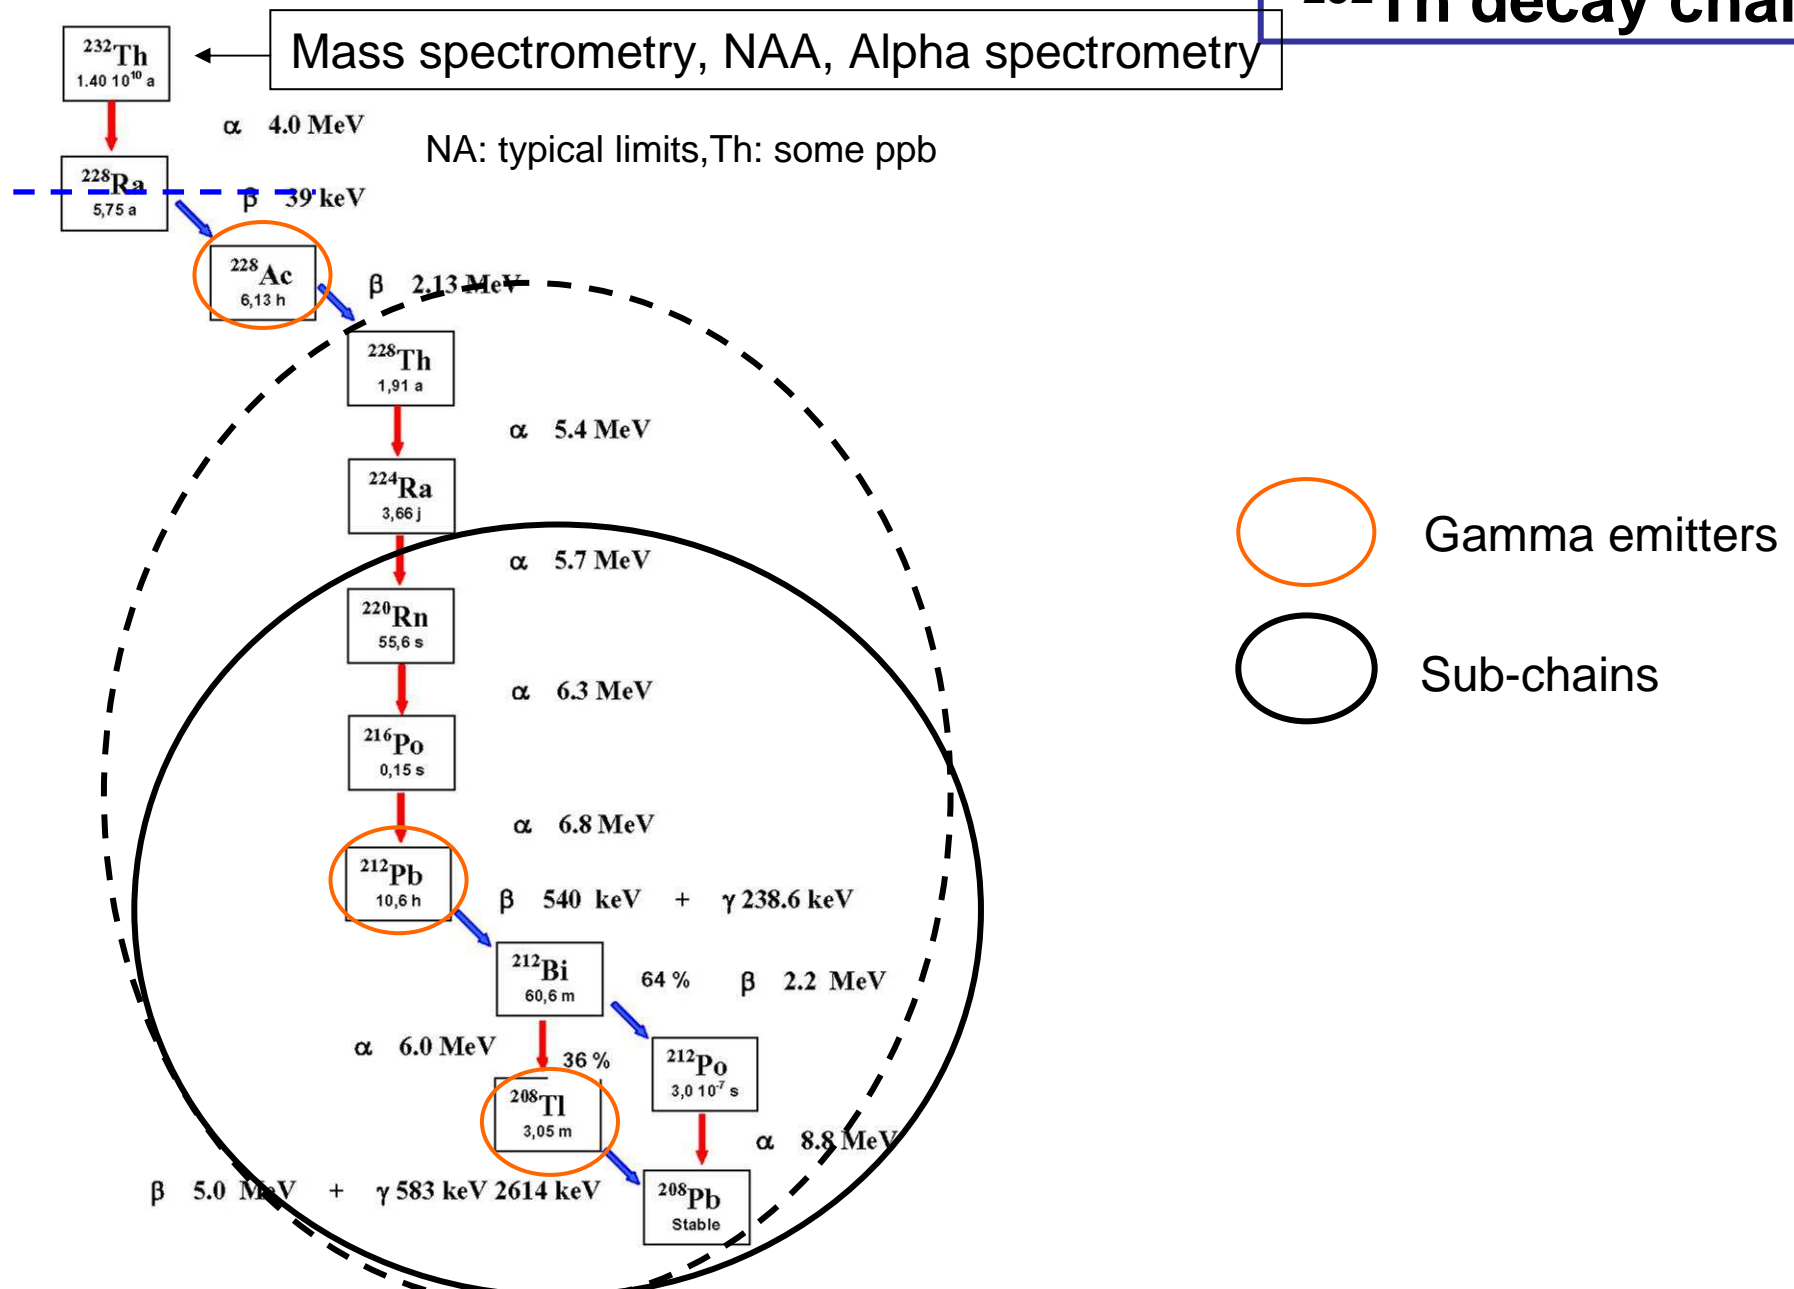 ²³²Th decay chai
Mass spectrometry, NAA, Alpha spectrometry
²³²Th
1.40 10¹⁰ a
α 4.0 MeV
NA: typical limits,Th: some ppb
²²⁸Ra
5,75 a
β 39 keV
²²⁸Ac
6,13 h
β 2.13 MeV
²²⁸Th
1,91 a
α 5.4 MeV
²²⁴Ra
3,66 j
α 5.7 MeV
Gamma emitters
²²⁰Rn
55,6 s
α 6.3 MeV
Sub-chains
²¹⁶Po
0,15 s
α 6.8 MeV
²¹²Pb
10,6 h
β 540 keV + γ 238.6 keV
²¹²Bi
60,6 m
64 % β 2.2 MeV
α 6.0 MeV
36 %
²¹²Po
3,0 10⁻⁷ s
²⁰⁸Tl
3,05 m
α 8.8 MeV
β 5.0 MeV + γ 583 keV 2614 keV
²⁰⁸Pb
Stable